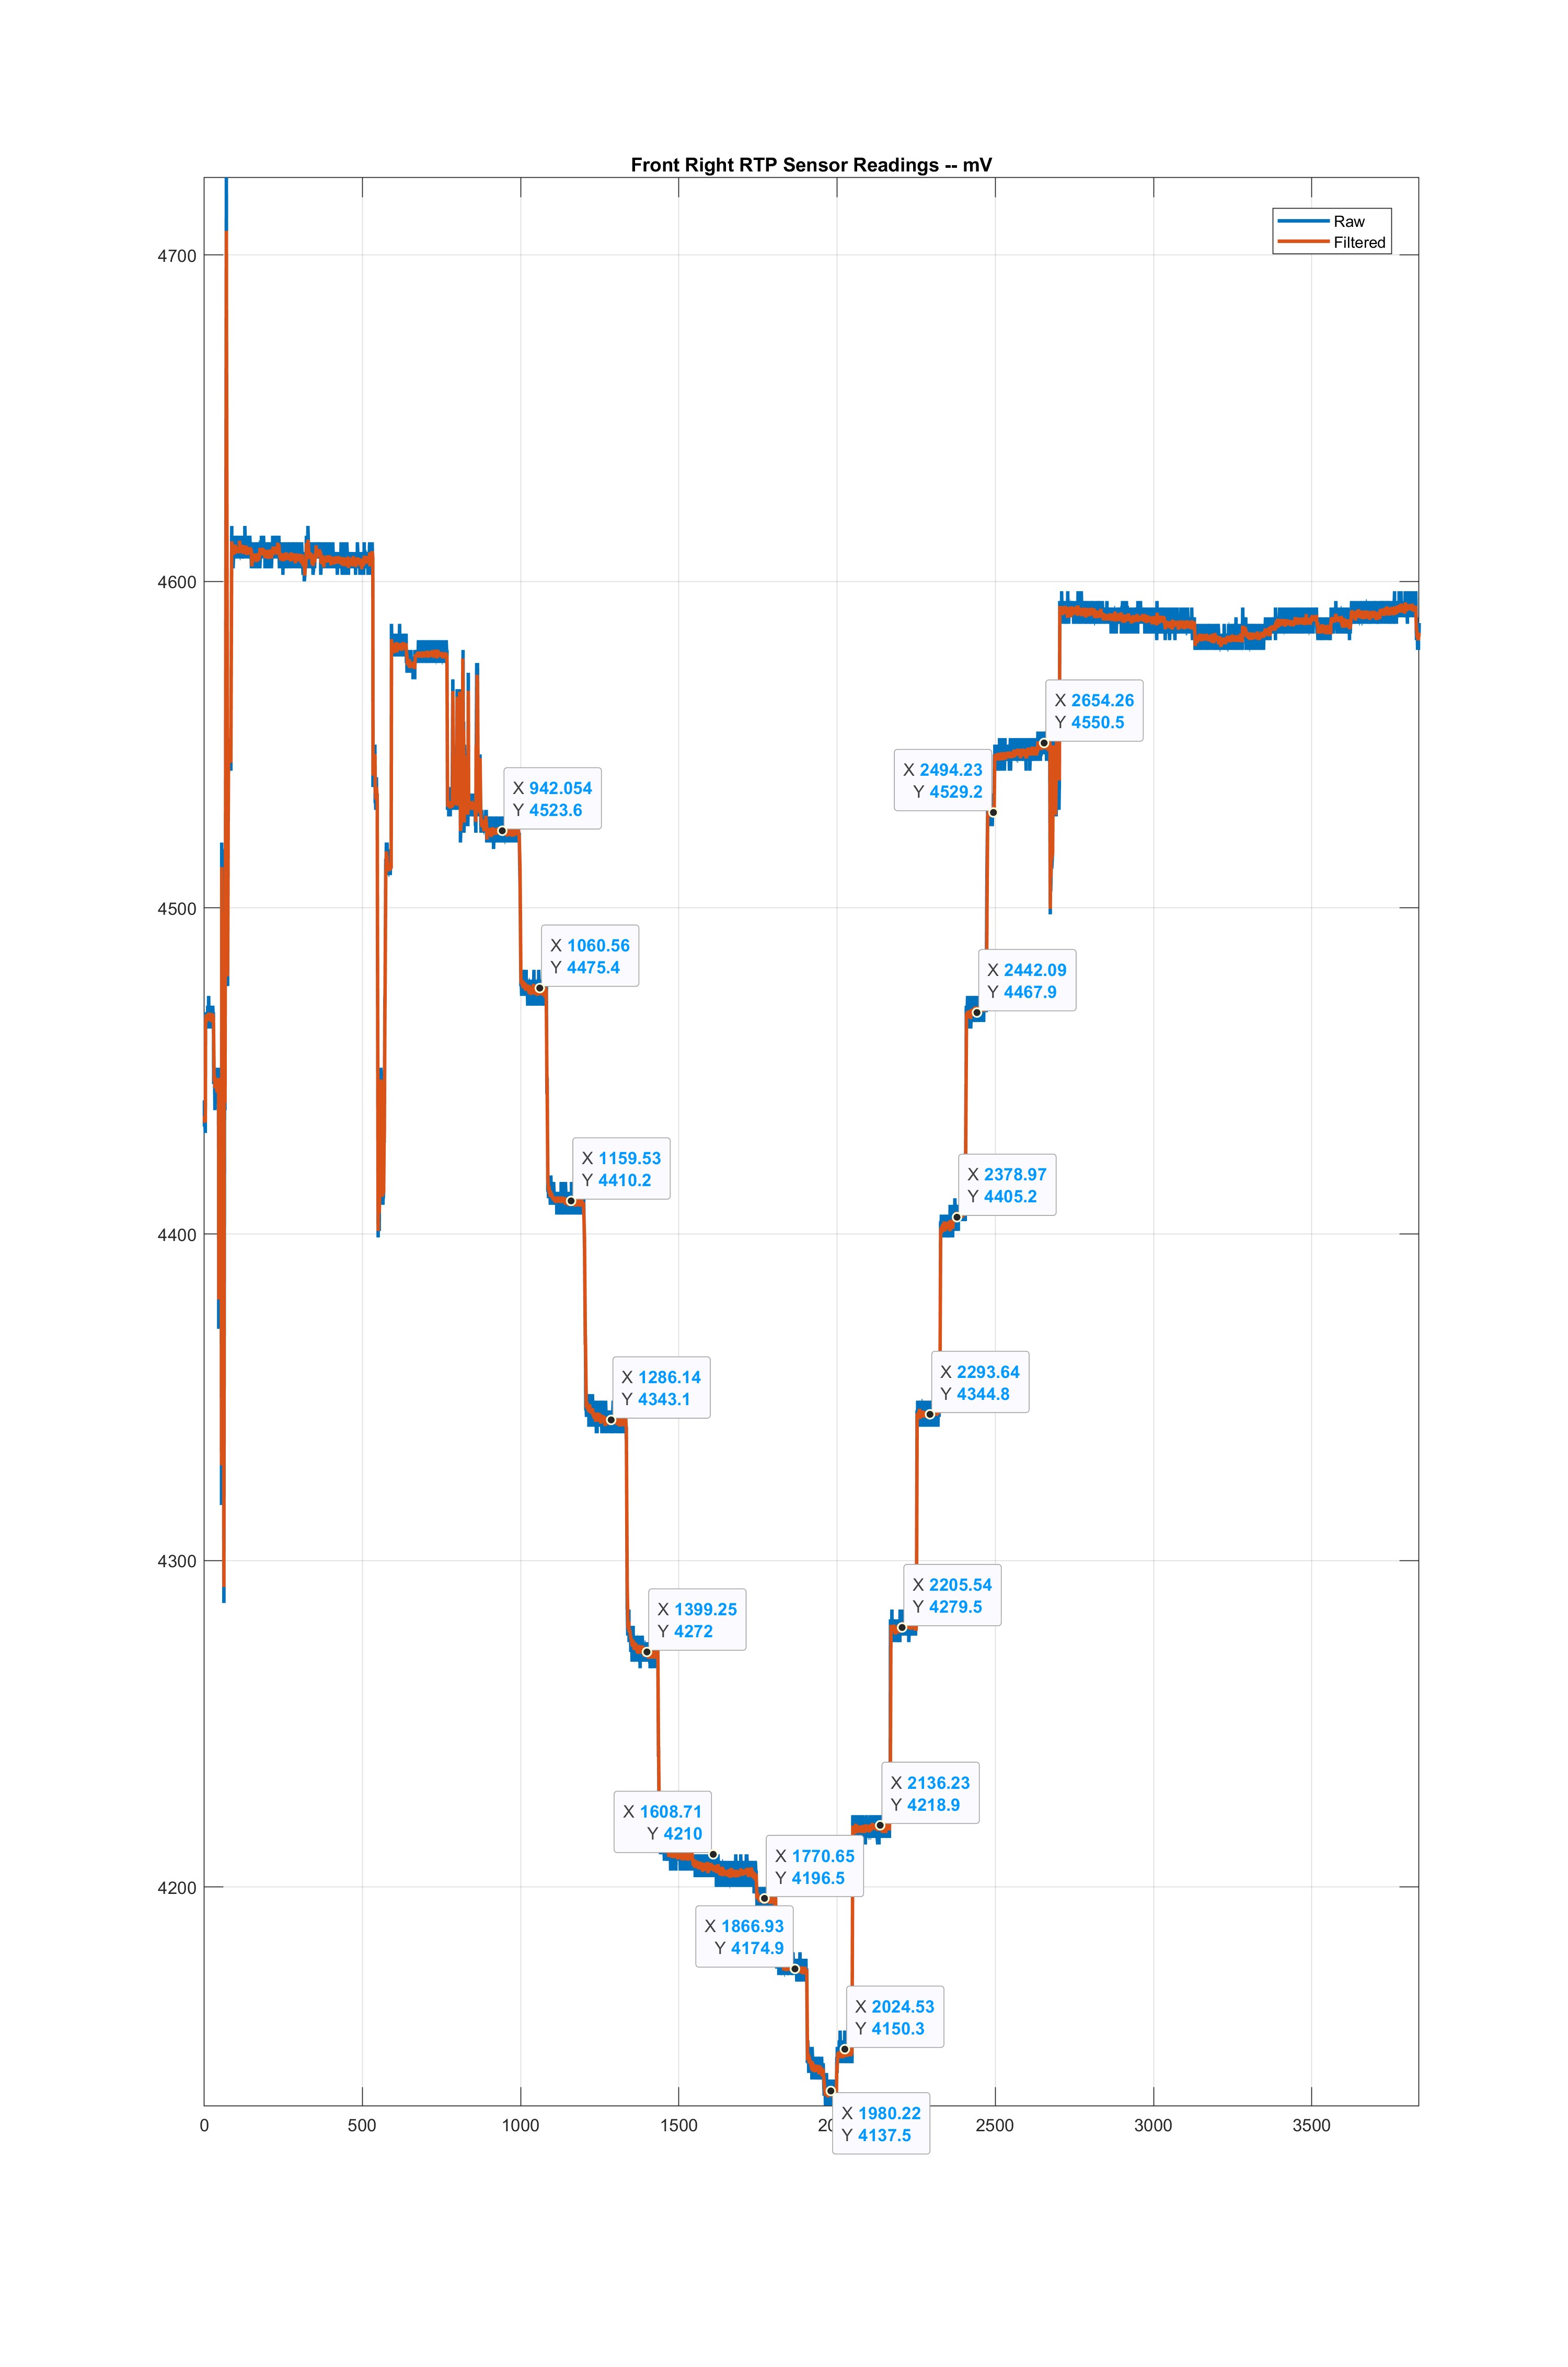 Front Right RTP Sensor Readings -- mV
Raw
Filtered
4700
4600
4500
4400
4300
4200
X 2654.26
Y 4550.5
X 2494.23
Y 4529.2
X 942.054
Y 4523.6
X 1060.56
Y 4475.4
X 2442.09
Y 4467.9
X 1159.53
Y 4410.2
X 2378.97
Y 4405.2
X 1286.14
Y 4343.1
X 2293.64
Y 4344.8
X 2205.54
Y 4279.5
X 1399.25
Y 4272
X 2136.23
Y 4218.9
X 1608.71
Y 4210
X 1770.65
Y 4196.5
X 1866.93
Y 4174.9
X 2024.53
Y 4150.3
X 1980.22
Y 4137.5
0 500 1000 1500 2500 3000 3500